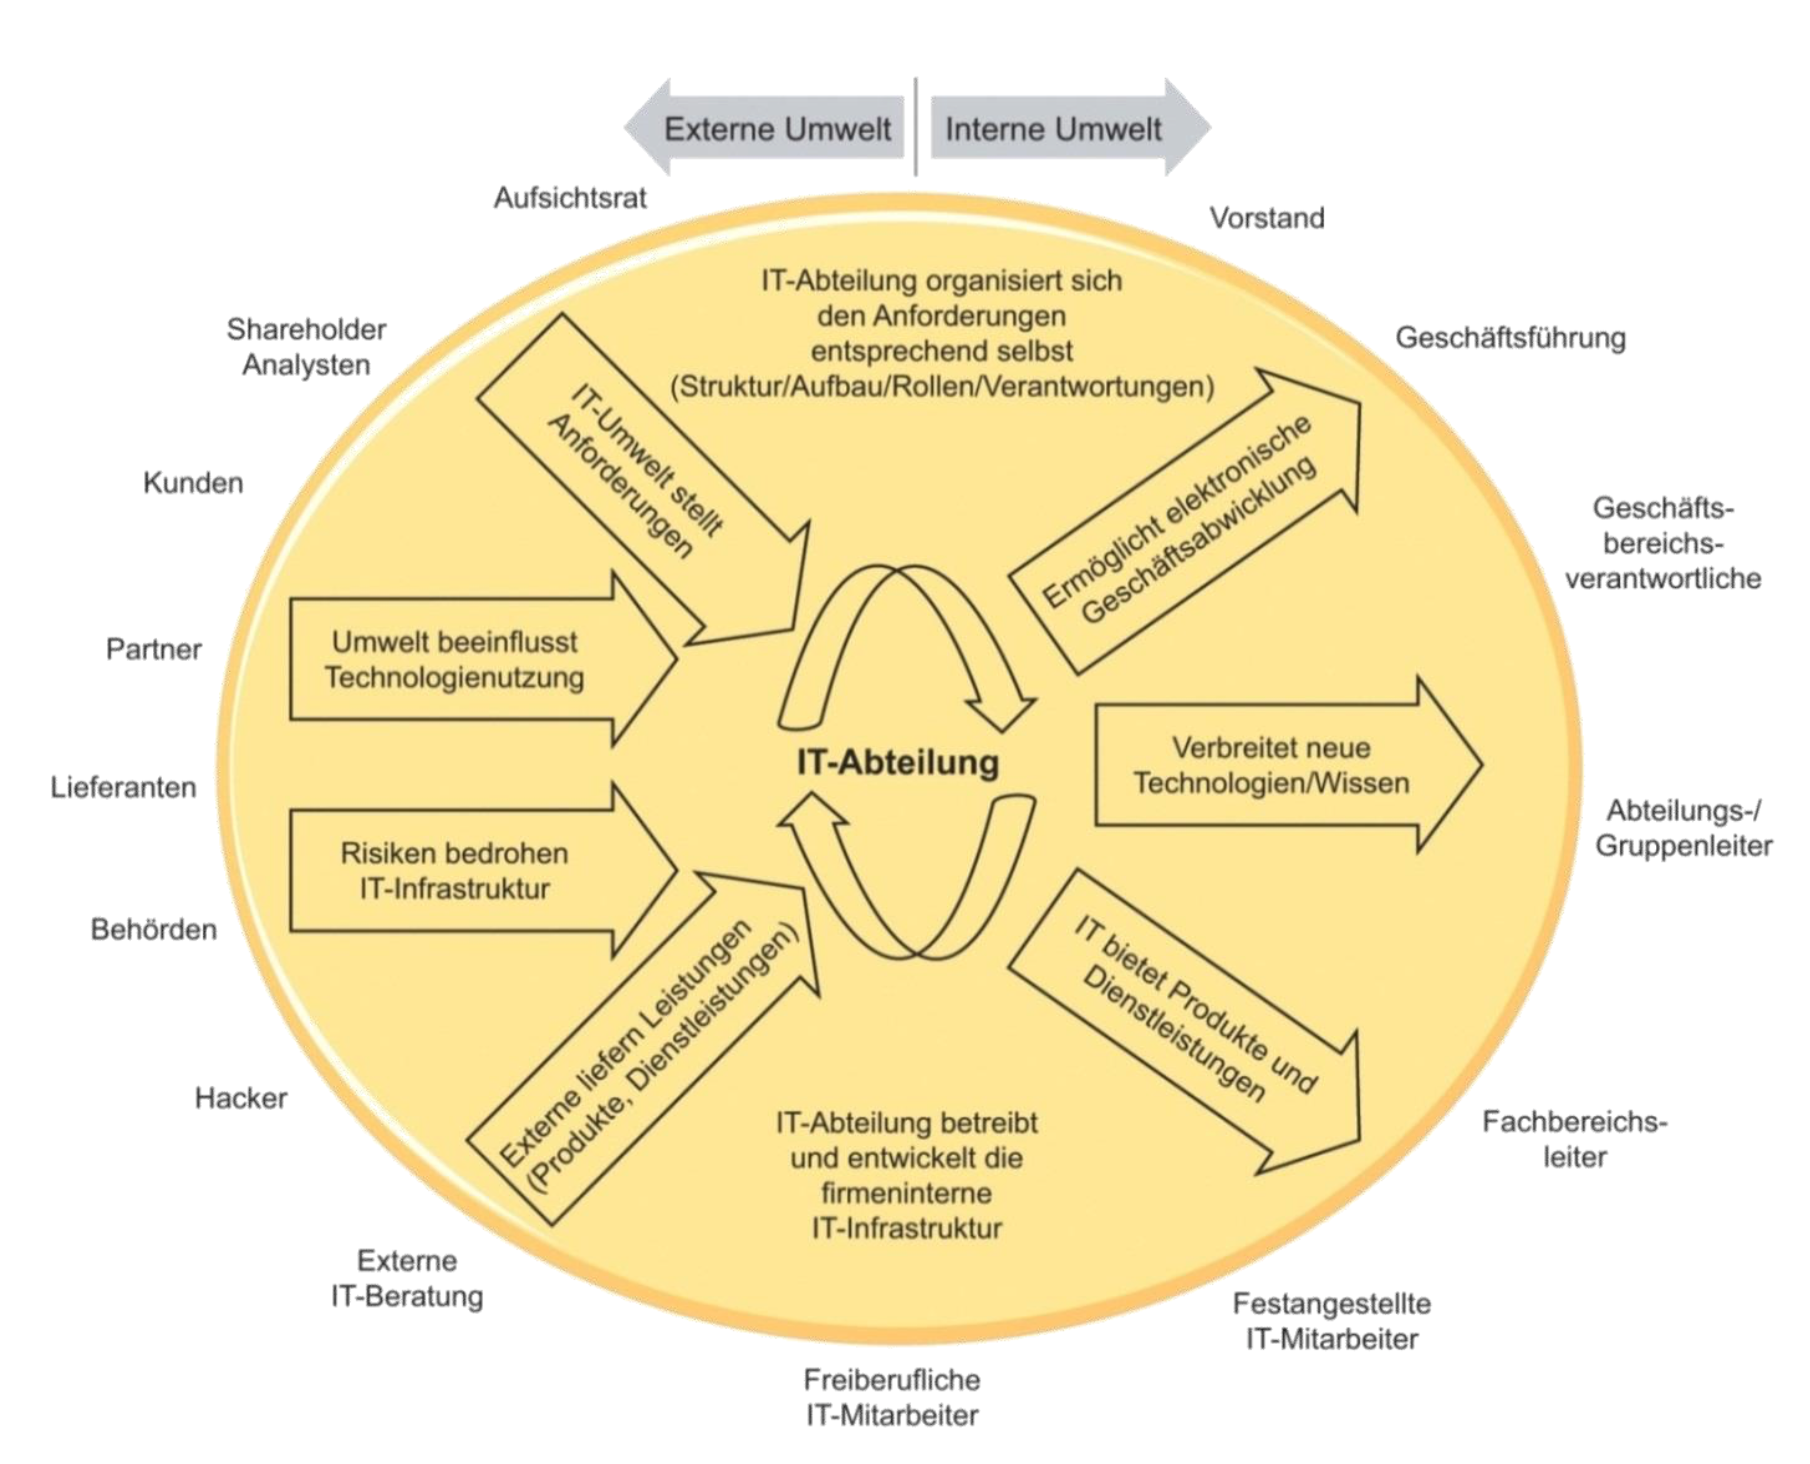 Externe Umwelt
Interne Umwelt
Aufsichtsrat
Vorstand
IT-Abteilung organisiert sich
den Anforderungen
entsprechend selbst
(Struktur/Aufbau/Rollen/Verantwortungen)
Shareholder
Analysten
Geschäftsführung
IT-Umwelt stellt
Anforderungen
Ermöglicht elektronische
Geschäftsabwicklung
Kunden
Geschäfts-
bereichs-
verantwortliche
Partner
Umwelt beeinflusst
Technologienutzung
IT-Abteilung
Verbreitet neue
Technologien/Wissen
Lieferanten
Abteilungs-/
Gruppenleiter
Risiken bedrohen
IT-Infrastruktur
Behörden
Externe liefern Leistungen
(Produkte, Dienstleistungen)
IT bietet Produkte und
Dienstleistungen
Hacker
IT-Abteilung betreibt
und entwickelt die
firmeninterne
IT-Infrastruktur
Fachbereichs-
leiter
Externe
IT-Beratung
Festangestellte
IT-Mitarbeiter
Freiberufliche
IT-Mitarbeiter